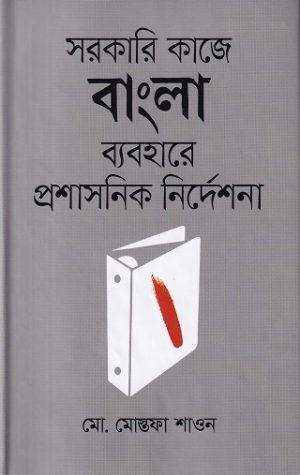 সরকারি কাজে
বাংলা
ব্যবহারে
প্রশাসনিক নির্দেশনা
মো. মোস্তফা শাওন